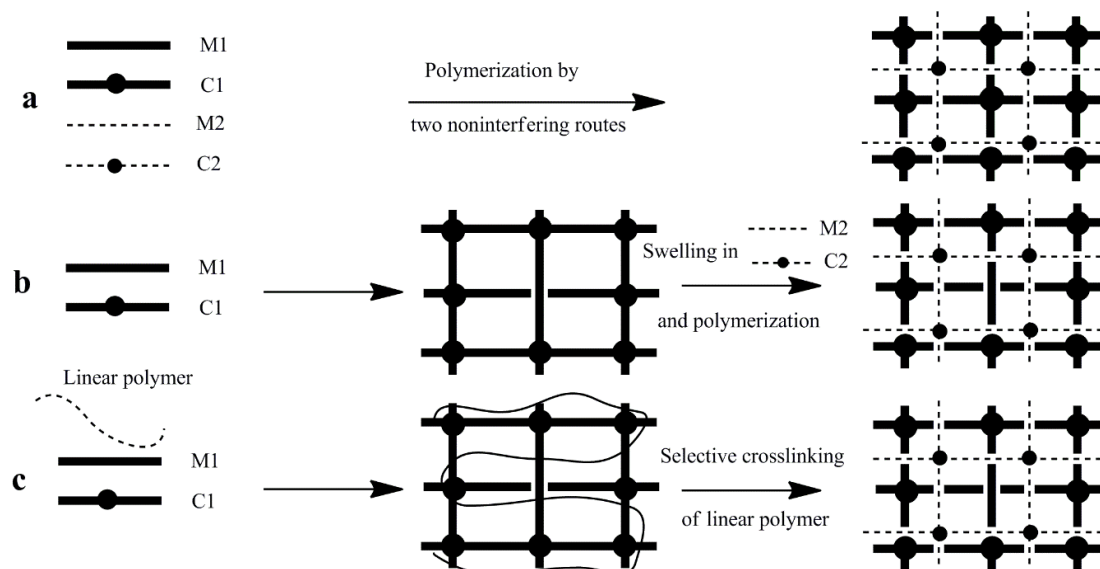 a
M1
C1
M2
C2
Polymerization by
two noninterfering routes
b
M1
C1
Swelling in
M2
C2
and polymerization
c
Linear polymer
M1
C1
Selective crosslinking
of linear polymer